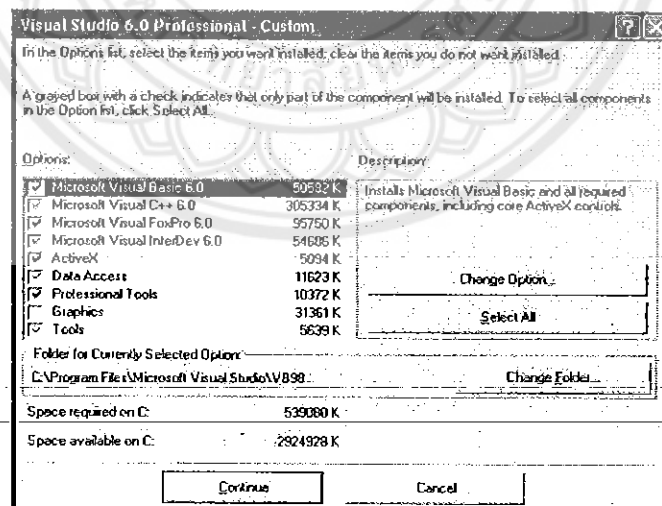 Visual Studio 6.0 Professional - Custom
In the Options list, select the items you want installed; clear the items you do not want installed.
A grayed box with a check indicates that only part of the component will be installed. To select all components
in the Option list, click Select All.
Options:
Description:
Microsoft Visual Basic 6.0 50592 K
Microsoft Visual C++ 6.0 305334 K
Microsoft Visual FoxPro 6.0 95750 K
Microsoft Visual InterDev 6.0 54686 K
ActiveX 5094 K
Data Access 11623 K
Professional Tools 10372 K
Graphics 31361 K
Tools 5639 K
Installs Microsoft Visual Basic and all required
components, including core ActiveX controls.
Change Option...
Select All
Folder for Currently Selected Option:
C:\Program Files\Microsoft Visual Studio\VB98...
Change Folder...
Space required on C: 539080 K
Space available on C: 2924928 K
Continue
Cancel